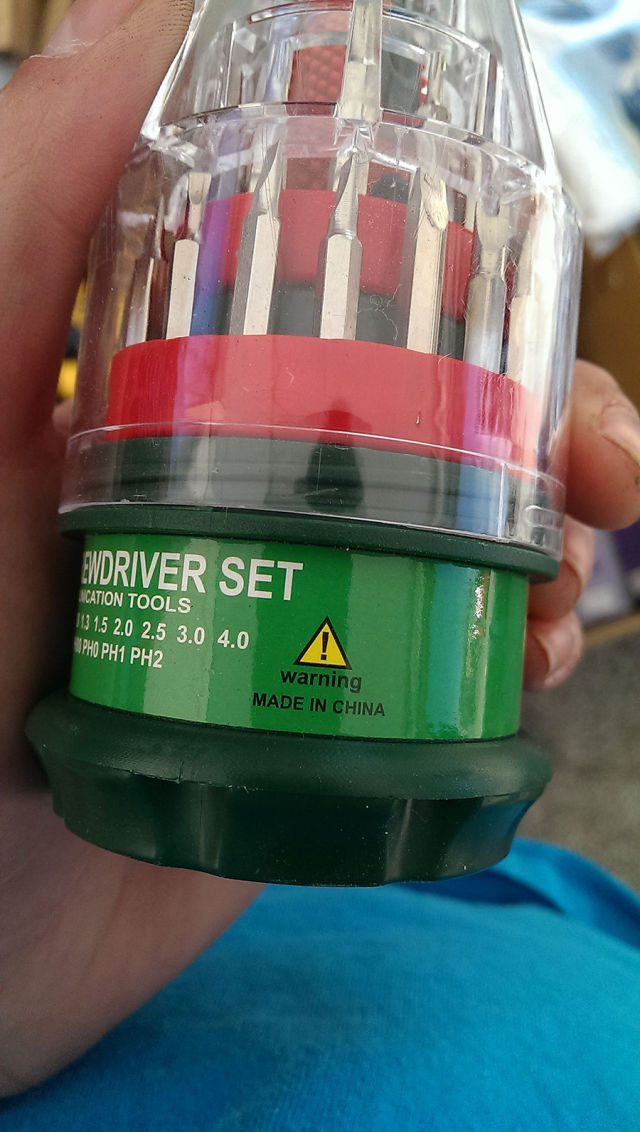 EWDRIVER SET
NICATION TOOLS
1.3 1.5 2.0 2.5 3.0 4.0
PH0 PH1 PH2
warning
MADE IN CHINA